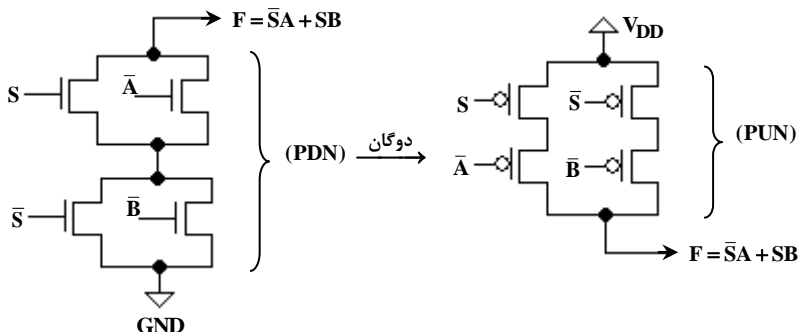 F = S̄A + SB
S
Ā
S̄
B̄
GND
(PDN)
دوگان
V_DD
S
S̄
Ā
B̄
(PUN)
F = S̄A + SB